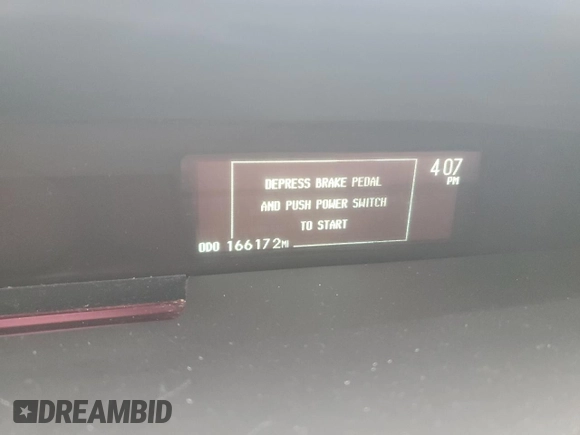 DEPRESS BRAKE PEDAL
AND PUSH POWER SWITCH
TO START
4:07
PM
ODO 166172MI
DREAMBID